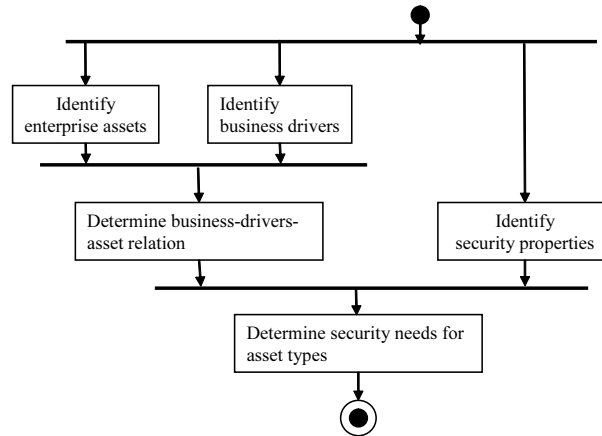 Identify
enterprise assets
Identify
business drivers
Determine business-drivers-
asset relation
Identify
security properties
Determine security needs for
asset types